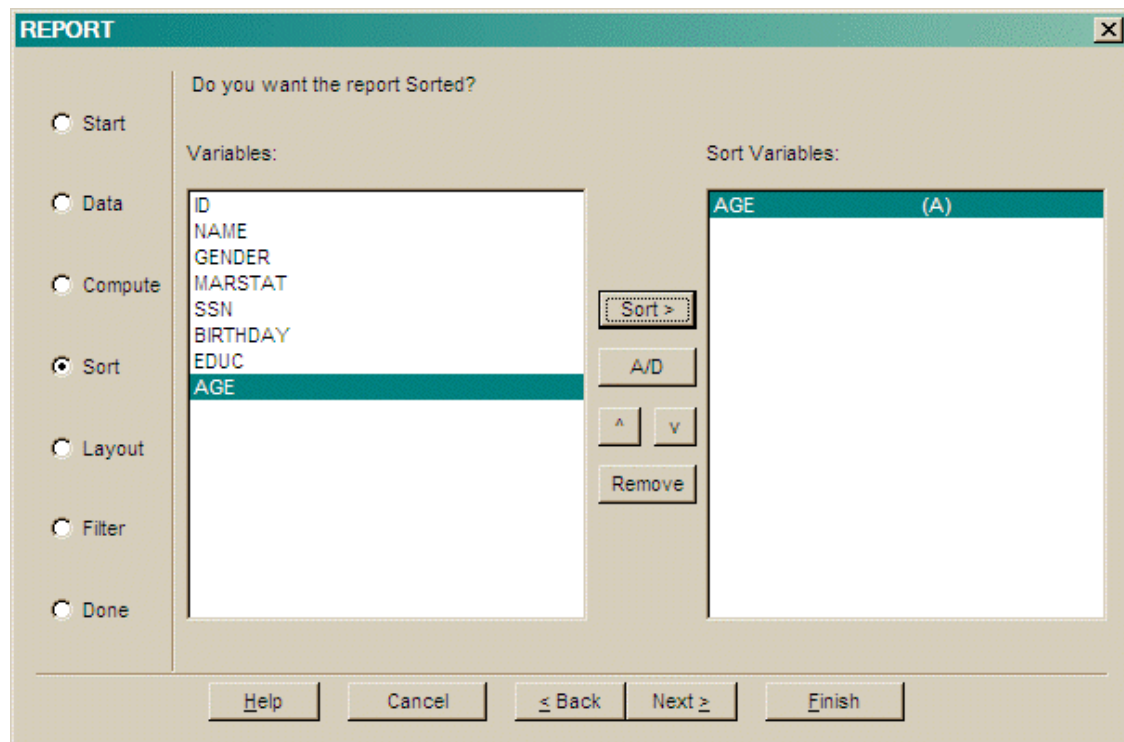 REPORT
Do you want the report Sorted?
Start
Data
Compute
Sort
Layout
Filter
Done
Variables:
ID
NAME
GENDER
MARSTAT
SSN
BIRTHDAY
EDUC
AGE
Sort >
A/D
^
v
Remove
Sort Variables:
AGE (A)
Help
Cancel
< Back
Next >
Finish